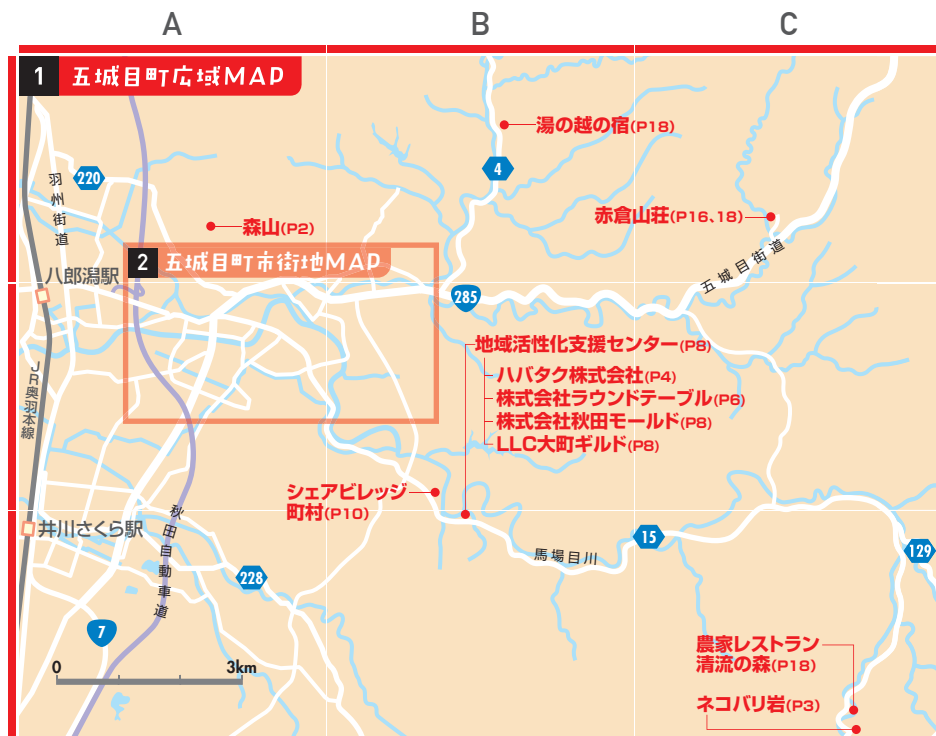 A
B
C
1 五城目町広域MAP
湯の越の宿(P18)
4
220
羽州街道
赤倉山荘(P16、18)
森山(P2)
五城目街道
2 五城目町市街地MAP
八郎潟駅
285
地域活性化支援センター(P8)
ハバタク株式会社(P4)
株式会社ラウンドテーブル(P6)
株式会社秋田モールド(P8)
LLC大町ギルド(P8)
JR奥羽本線
シェアビレッジ
町村(P10)
井川さくら駅
秋田自動車道
15
馬場目川
129
228
7
農家レストラン
清流の森(P18)
0 3km
ネコバリ岩(P3)